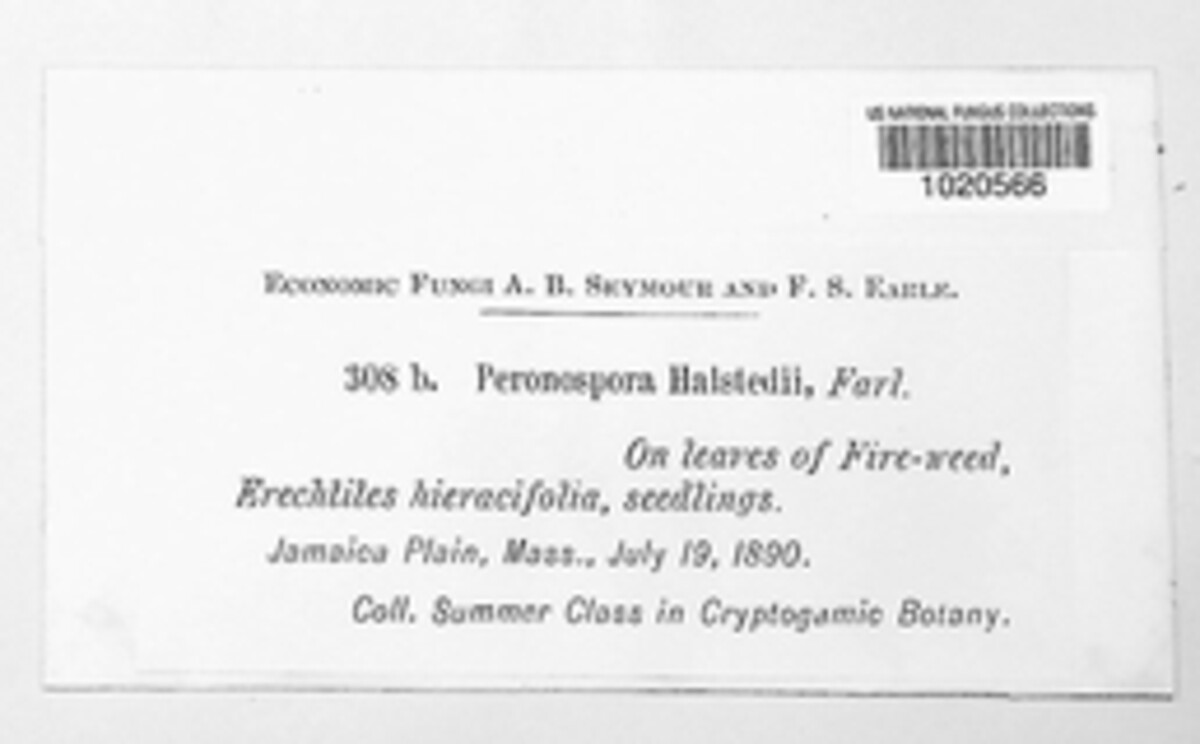 US NATIONAL FUNGUS COLLECTIONS
1020566
ECONOMIC FUNGI A. B. SEYMOUR AND F. S. EARLE.
308 b. Peronospora Halstedii, Farl.
On leaves of Fire-weed,
Erechtites hieracifolia, seedlings.
Jamaica Plain, Mass., July 19, 1890.
Coll. Summer Class in Cryptogamic Botany.